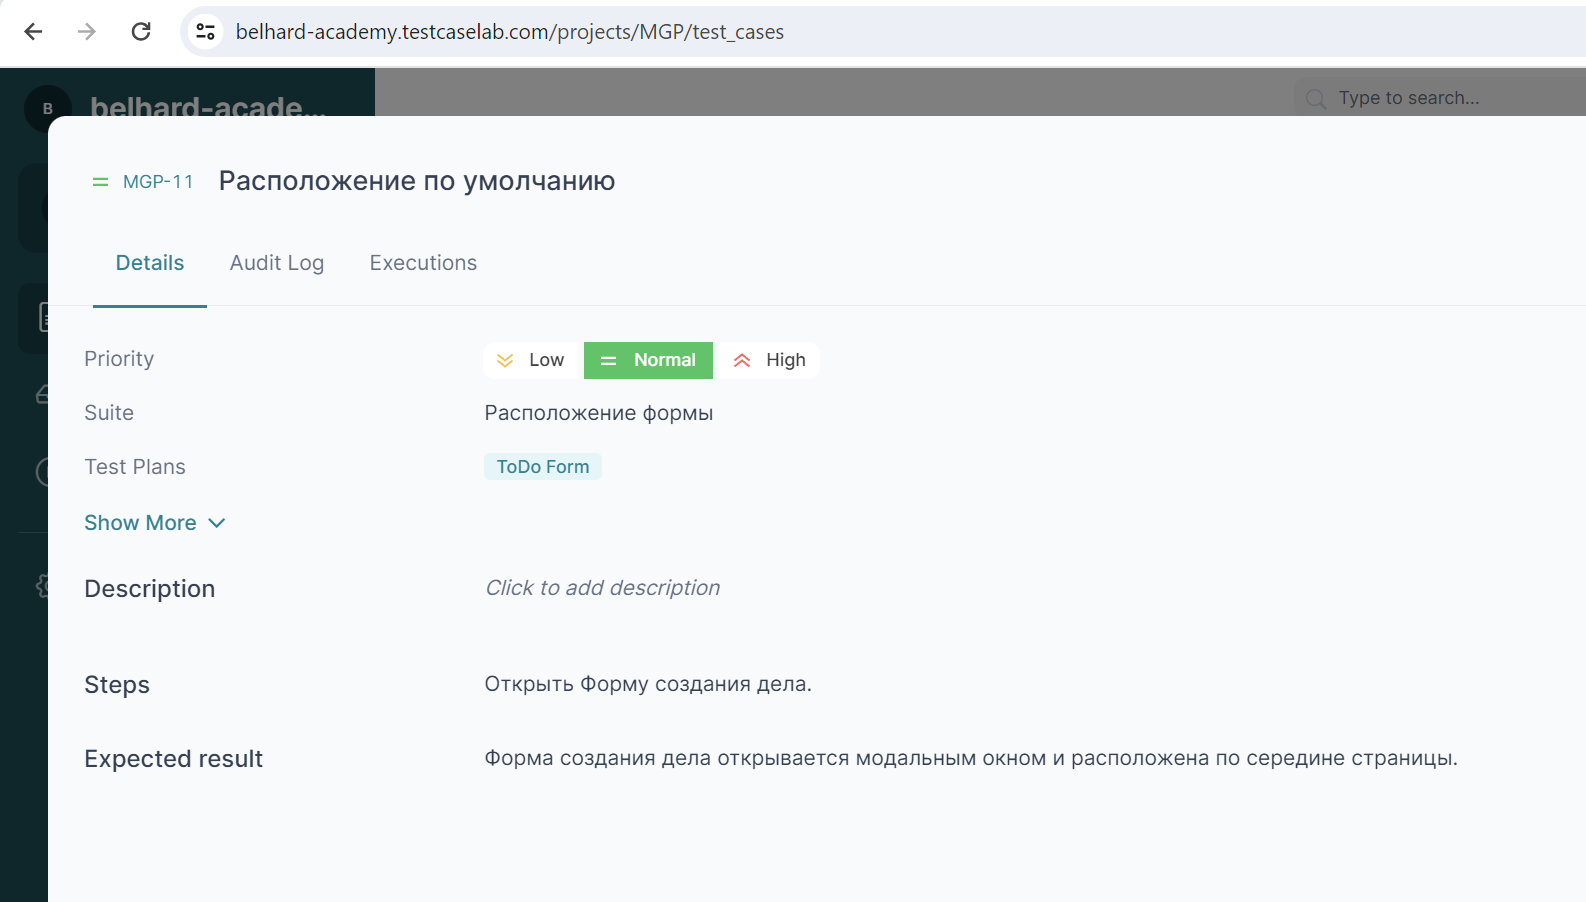 belhard-academy.testcaselab.com/projects/MGP/test_cases
B belhard-acade...
Type to search...
MGP-11 Расположение по умолчанию
Details Audit Log Executions
Priority Low Normal High
Suite Расположение формы
Test Plans ToDo Form
Show More
Description Click to add description
Steps Открыть Форму создания дела.
Expected result Форма создания дела открывается модальным окном и расположена по середине страницы.